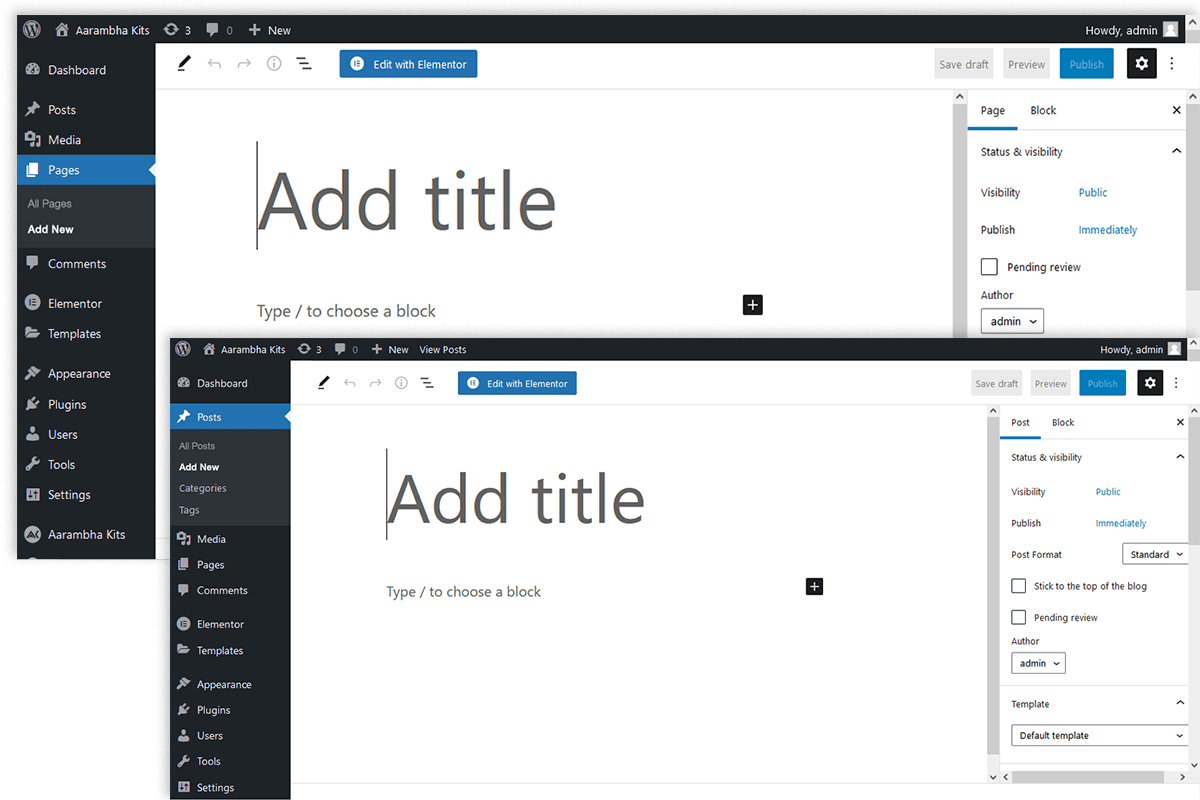 Aarambha Kits 3 0 New Howdy, admin
Dashboard
Posts
Media
Pages
All Pages
Add New
Comments
Elementor
Templates
Appearance
Plugins
Users
Tools
Settings
Aarambha Kits
Edit with Elementor Save draft Preview Publish
Add title
Type / to choose a block
Page Block
Status & visibility
Visibility Public
Publish Immediately
Pending review
Author
admin
Aarambha Kits 3 0 New View Posts Howdy, admin
Dashboard
Posts
All Posts
Add New
Categories
Tags
Media
Pages
Comments
Elementor
Templates
Appearance
Plugins
Users
Tools
Settings
Edit with Elementor Save draft Preview Publish
Add title
Type / to choose a block
Post Block
Status & visibility
Visibility Public
Publish Immediately
Post Format Standard
Stick to the top of the blog
Pending review
Author
admin
Template
Default template